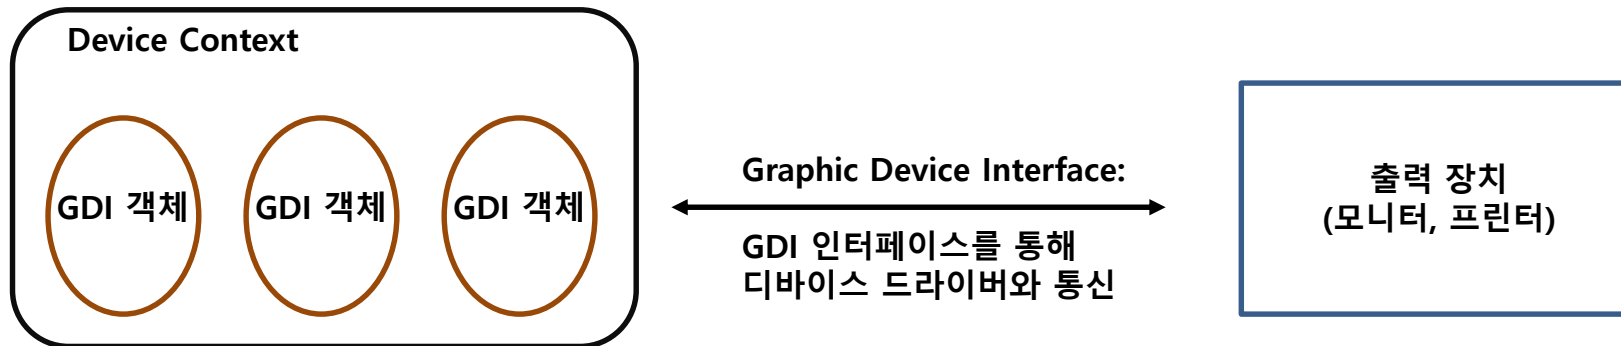 Device Context
GDI 객체
GDI 객체
GDI 객체
Graphic Device Interface:
GDI 인터페이스를 통해
디바이스 드라이버와 통신
출력 장치
(모니터, 프린터)